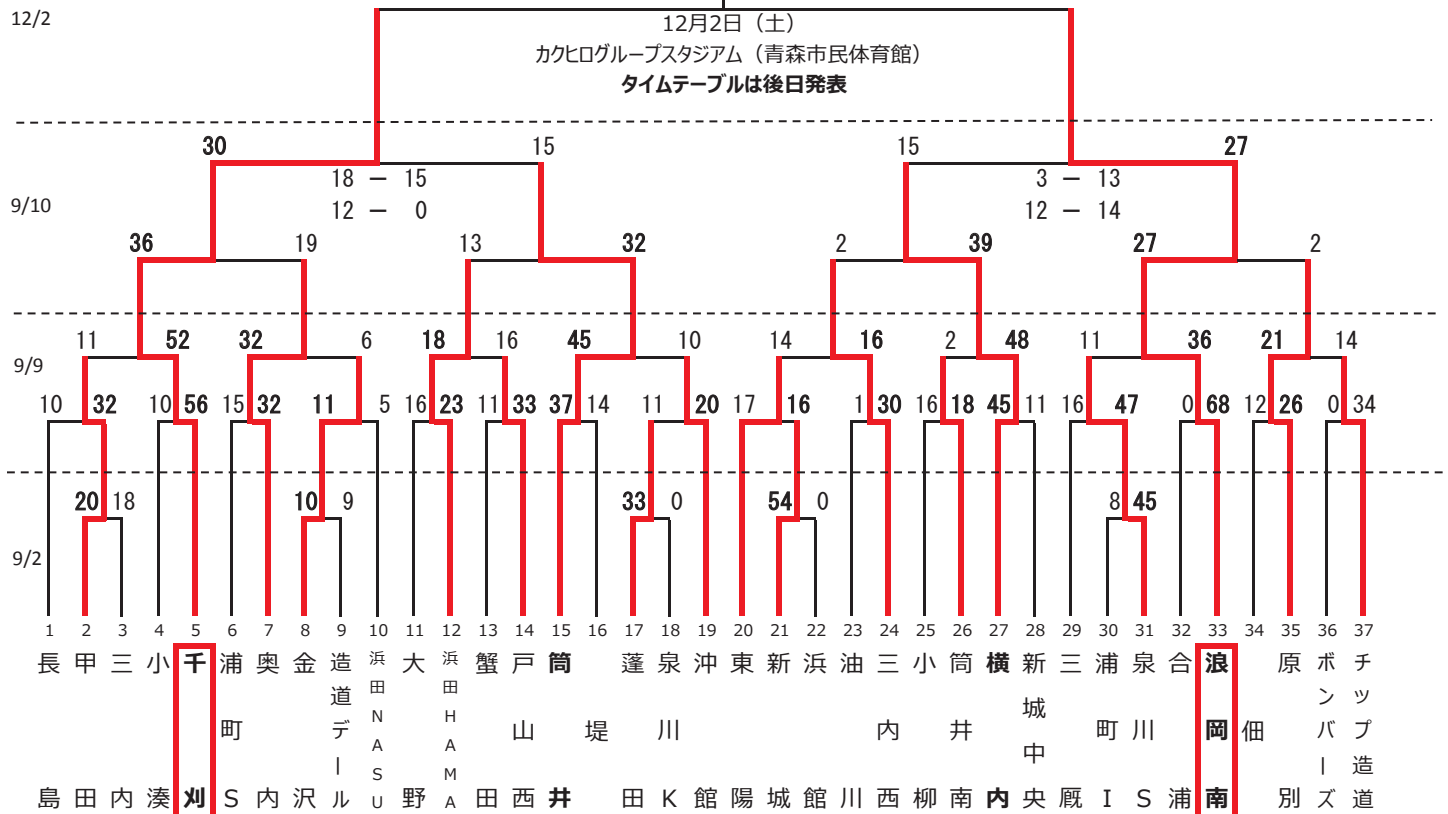 12/2
12月2日（土）
カクヒログループスタジアム（青森市民体育館）
タイムテーブルは後日発表
30 15 15 27
18 － 15 3 － 13
9/10
12 － 0 12 － 14
36 19 13 32 2 39 27 2
11 52 32 6 18 16 45 10 14 16 2 48 11 36 21 14
9/9
10 32 10 56 15 32 11 5 16 23 11 33 37 14 11 20 17 16 1 30 16 18 45 11 16 47 0 68 12 26 0 34
20 18 10 9 33 0 54 0 8 45
9/2
1 2 3 4 5 6 7 8 9 10 11 12 13 14 15 16 17 18 19 20 21 22 23 24 25 26 27 28 29 30 31 32 33 34 35 36 37
長島
甲田
三内
小湊
千刈
浦町S
奥内
金沢
造道デール
浜田NASU
大野
浜田HAMA
蟹田
戸山西
筒井
堤
蓬田
泉川K
沖館
東陽
新城
浜館
油川
三内西
小柳
筒井南
横内
新城中央
三厩
浦町I
泉川S
合浦
浪岡南
佃
原別
ボンバーズ
チップ造道